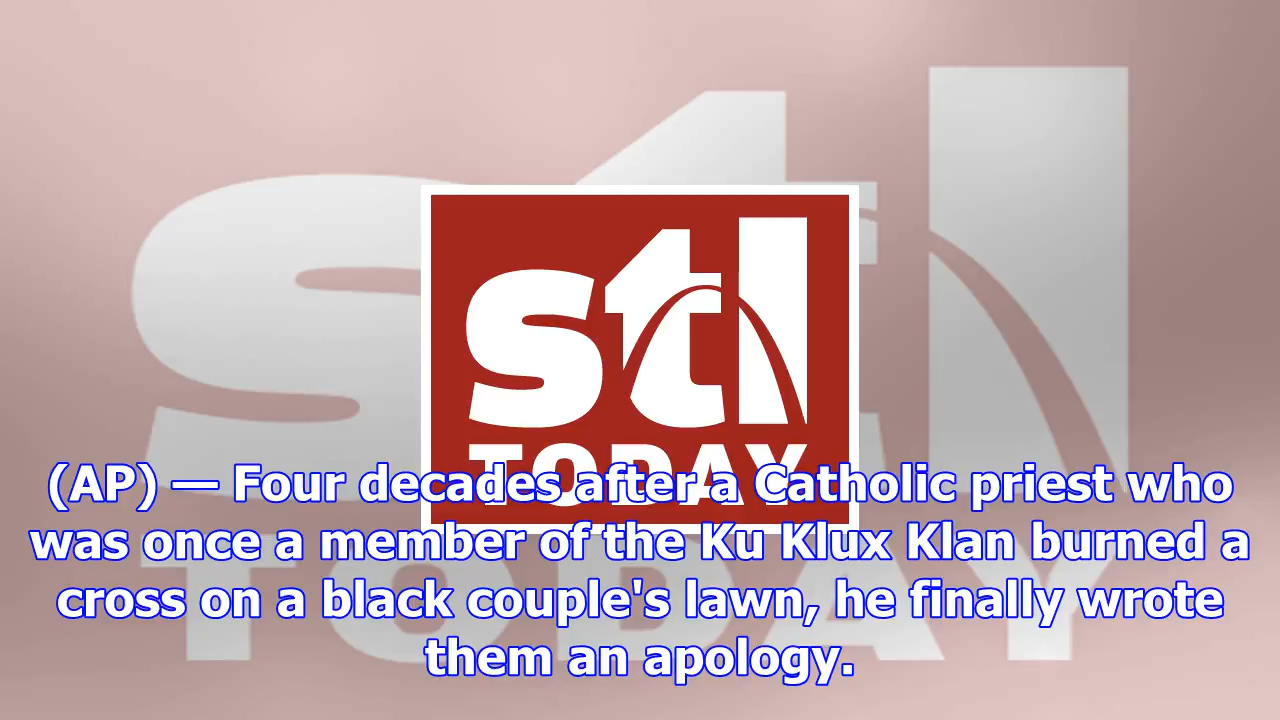 stl
TODAY
(AP) — Four decades after a Catholic priest who
was once a member of the Ku Klux Klan burned a
cross on a black couple's lawn, he finally wrote
them an apology.